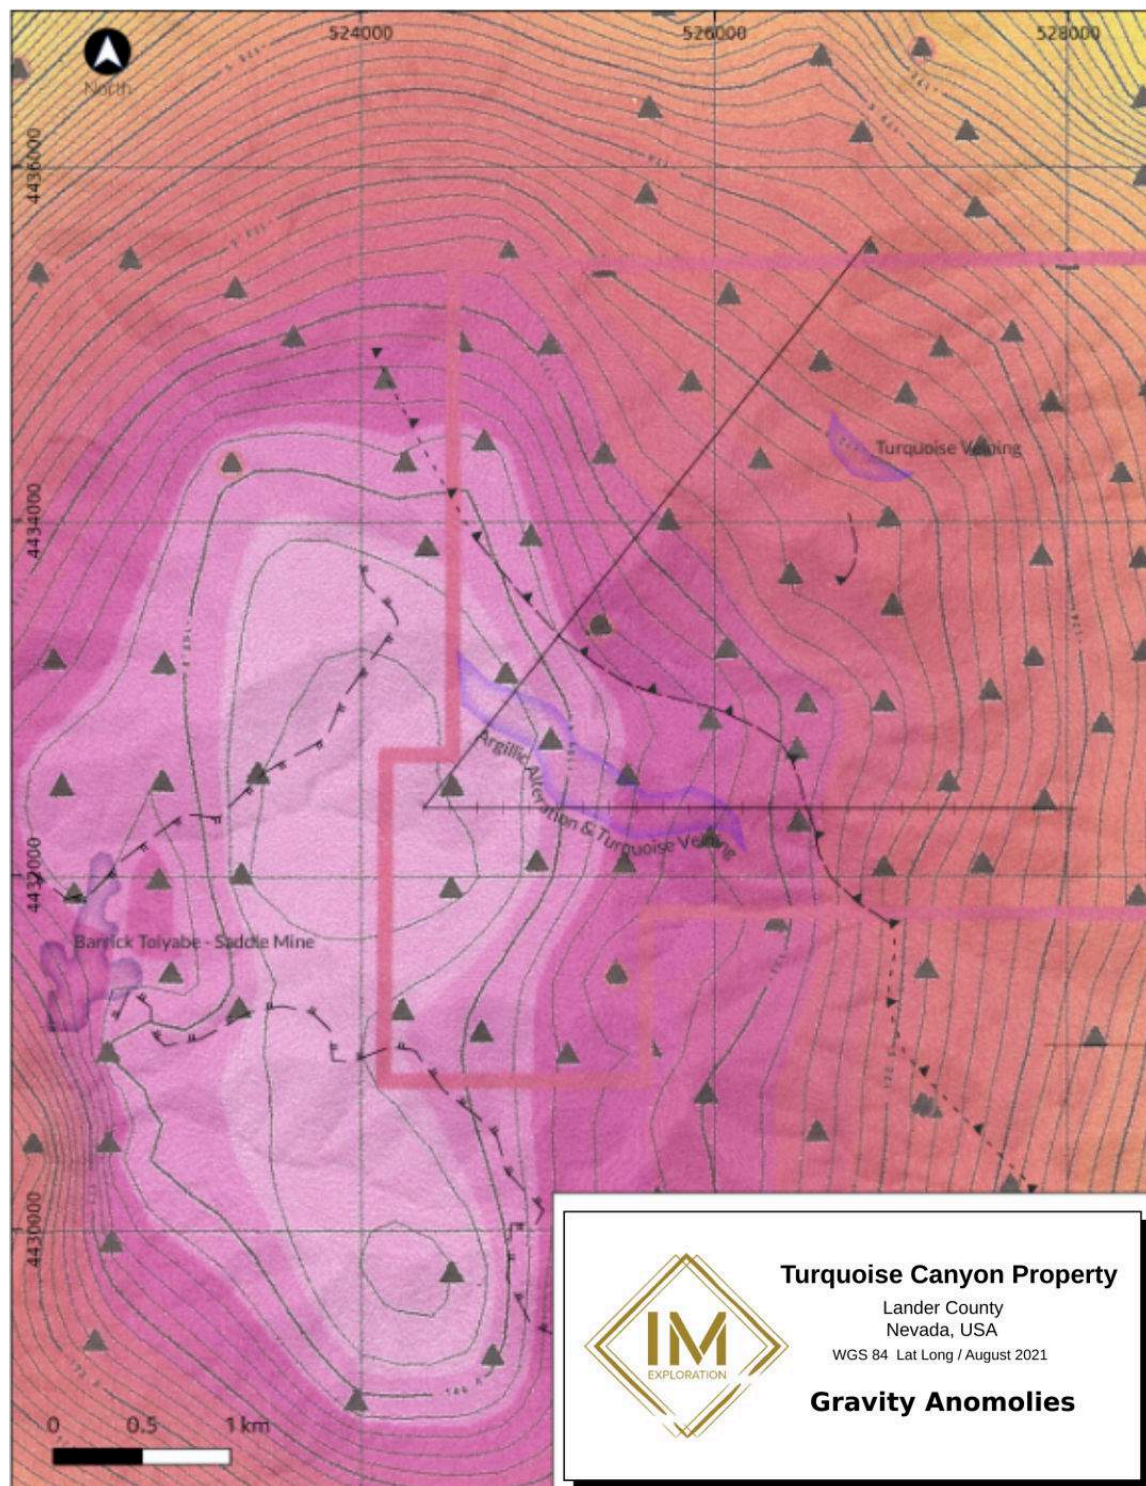 524000
526000
528000
North
4436000
Turquoise Veining
4434000
Argillic Alteration & Turquoise Veining
4432000
Barrick Toiyabe - Saddle Mine
4430000
0 0.5 1 km
IM
EXPLORATION
Turquoise Canyon Property
Lander County
Nevada, USA
WGS 84 Lat Long / August 2021
Gravity Anomolies